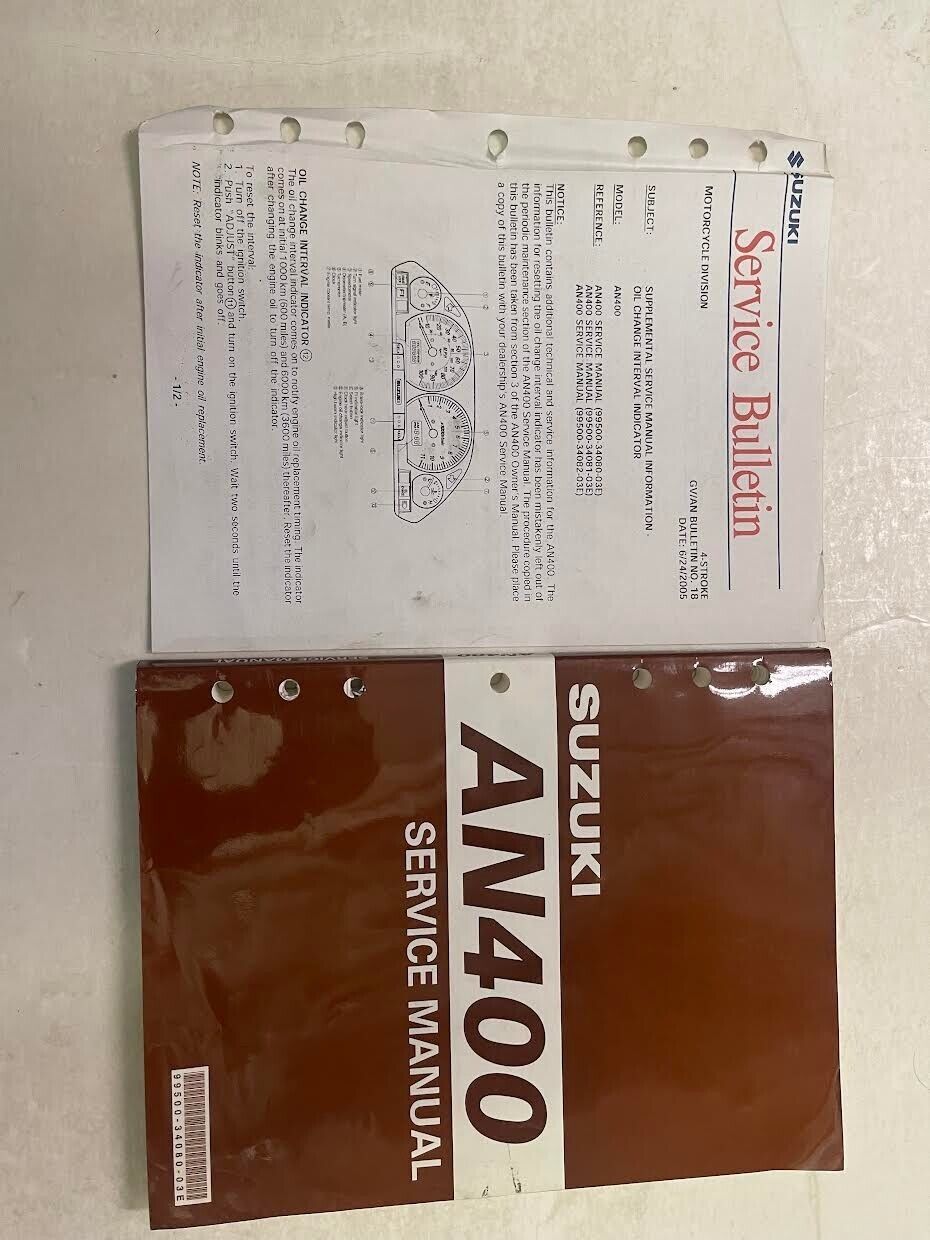 SUZUKI
Service Bulletin
MOTORCYCLE DIVISION
4-STROKE
GV/AN BULLETIN NO. 18
DATE: 6/24/2005
SUBJECT: SUPPLEMENTAL SERVICE MANUAL INFORMATION -
OIL CHANGE INTERVAL INDICATOR
MODEL: AN400
REFERENCE: AN400 SERVICE MANUAL (99500-34080-03E)
AN400 SERVICE MANUAL (99500-34081-03E)
AN400 SERVICE MANUAL (99500-34082-03E)
NOTICE:
This bulletin contains additional technical and service information for the AN400. The
information for resetting the oil change interval indicator has been mistakenly left out of
the periodic maintenance section of the AN400 Service Manual. The procedure copied in
this bulletin has been taken from section 3 of the AN400 Owner's Manual. Please place
a copy of this bulletin with your dealership's AN400 Service Manual.
OIL CHANGE INTERVAL INDICATOR ⑫
The oil change interval indicator comes on to notify engine oil replacement timing. The indicator
comes on at initial 1000 km (600 miles) and 6000 km (3600 miles) thereafter. Reset the indicator
after changing the engine oil to turn off the indicator.
To reset the interval:
1. Turn off the ignition switch.
2. Push "ADJUST" button ⑪ and turn on the ignition switch. Wait two seconds until the
indicator blinks and goes off.
NOTE: Reset the indicator after initial engine oil replacement.
- 1/2 -
AN400
SERVICE MANUAL
SUZUKI
AN400
SERVICE MANUAL
99500-34080-03E